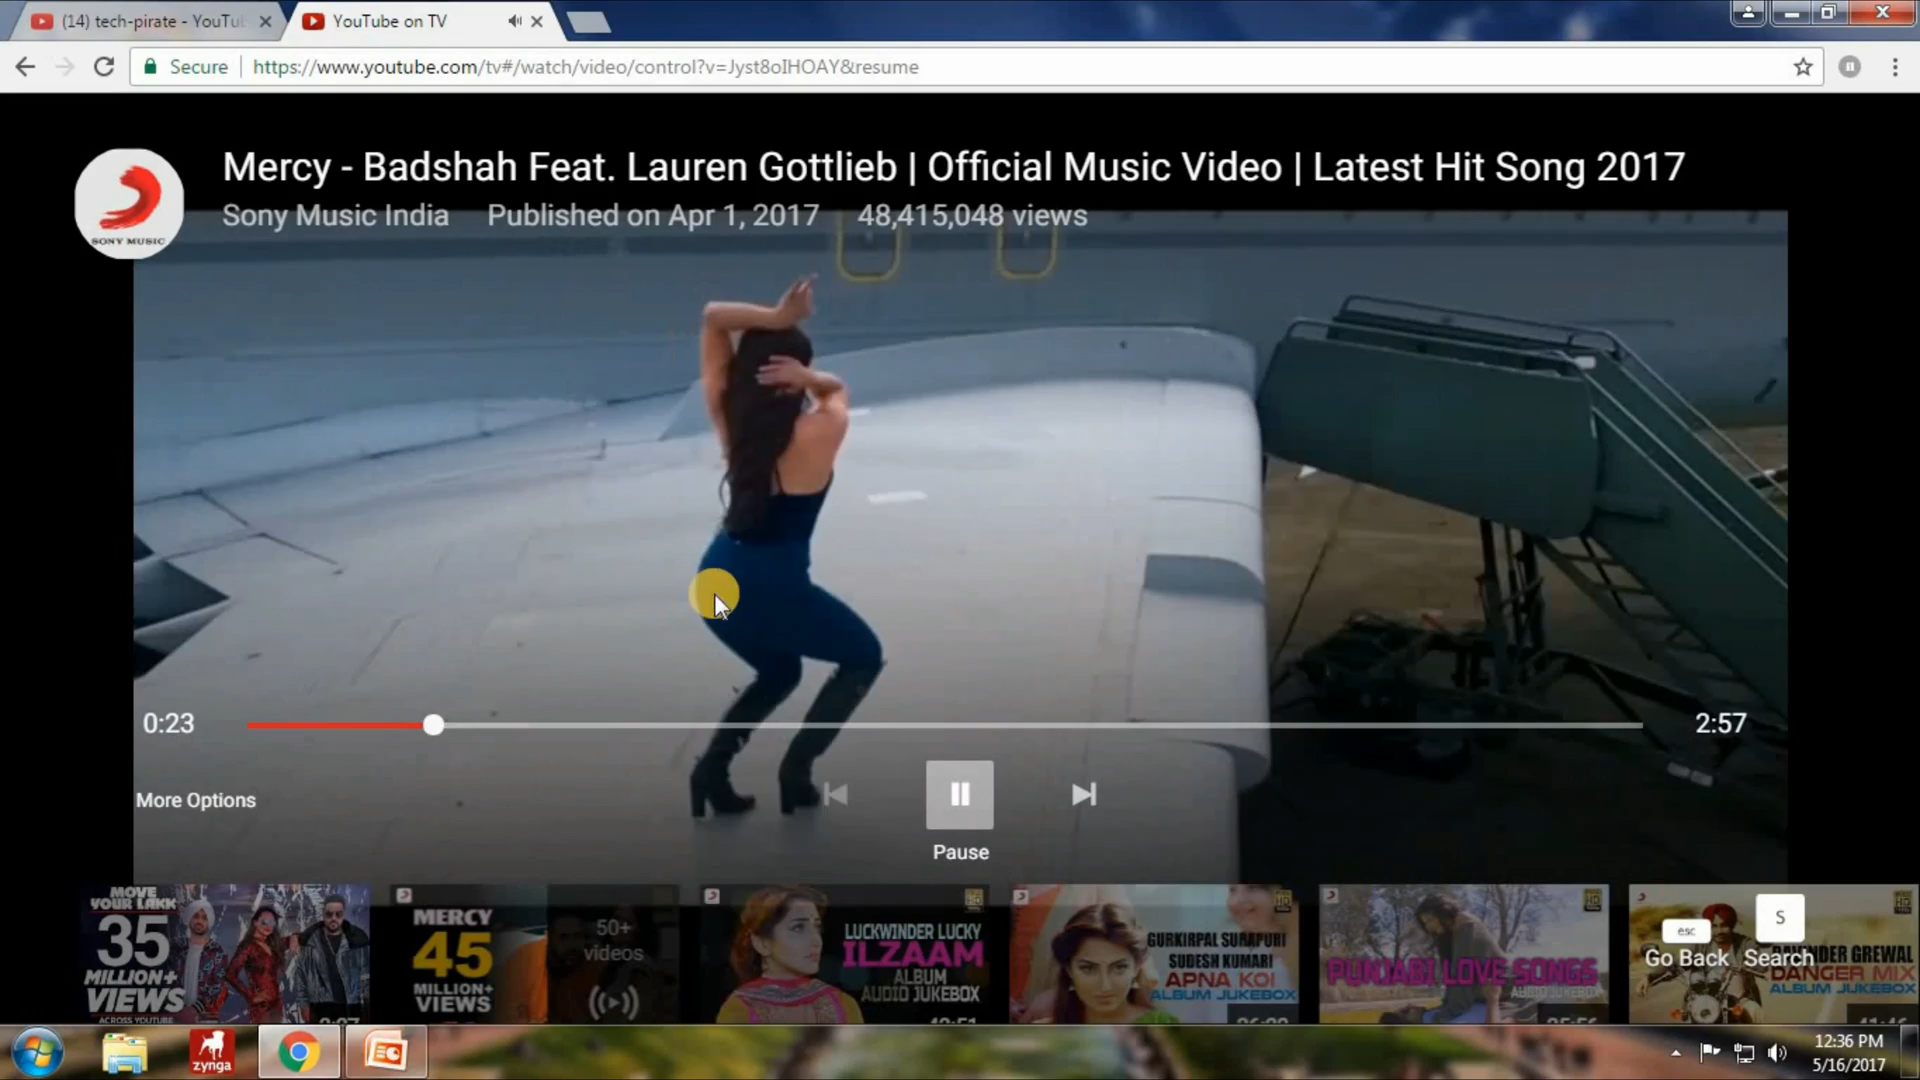 (14) tech-pirate - YouTu
YouTube on TV
Secure
https://www.youtube.com/tv#/watch/video/control?v=Jyst8oIHOAY&resume
Mercy - Badshah Feat. Lauren Gottlieb | Official Music Video | Latest Hit Song 2017
Sony Music India Published on Apr 1, 2017 48,415,048 views
SONY MUSIC
0:23
2:57
More Options
Pause
MOVE
YOUR LAKK
35
MILLION+
VIEWS
ACROSS YOUTUBE
MERCY
45
MILLION+
VIEWS
50+
videos
LUCKWINDER LUCKY
ILZAAM
ALBUM
AUDIO JUKEBOX
GURKIRPAL SURAPURI
SUDESH KUMARI
APNA KOI
ALBUM JUKEBOX
PUNJABI LOVE SONGS
AUDIO JUKEBOX
esc
Go Back
S
Search
GREWAL
DANGER MIX
ALBUM JUKEBOX
zynga
12:36 PM
5/16/2017